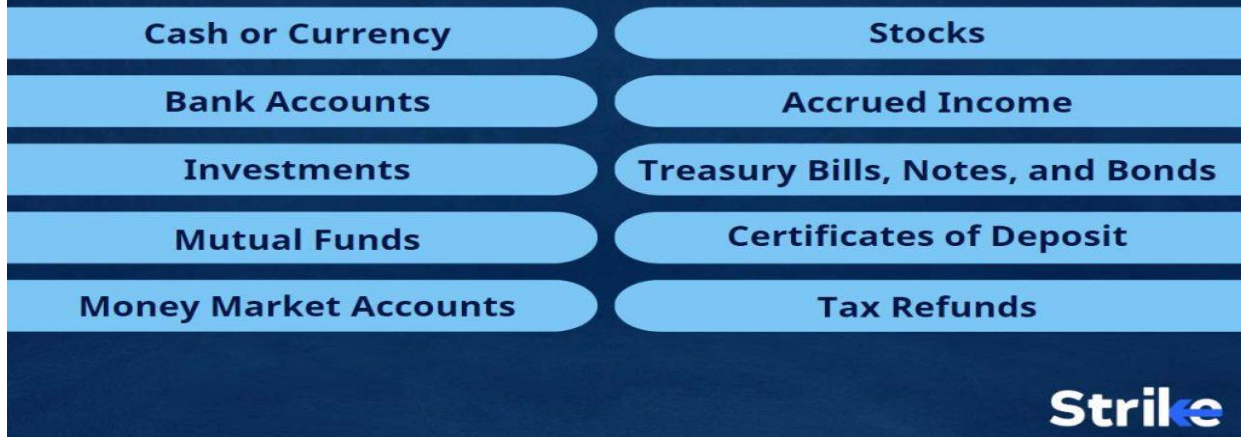 Cash or Currency
Stocks
Bank Accounts
Accrued Income
Investments
Treasury Bills, Notes, and Bonds
Mutual Funds
Certificates of Deposit
Money Market Accounts
Tax Refunds
Strike